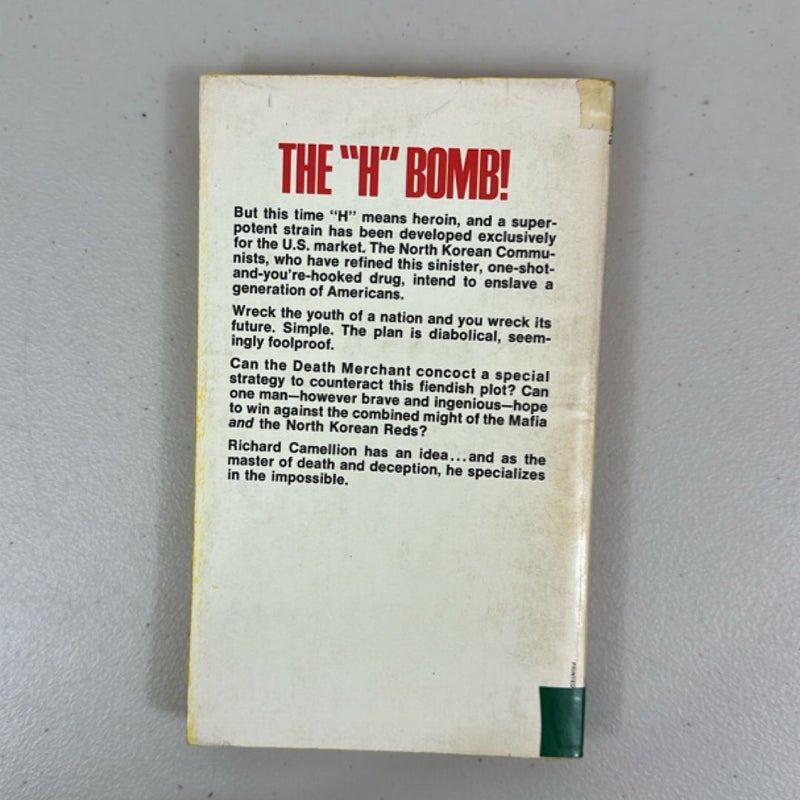 THE "H" BOMB!
But this time "H" means heroin, and a super-
potent strain has been developed exclusively
for the U.S. market. The North Korean Commu-
nists, who have refined this sinister, one-shot-
and-you're-hooked drug, intend to enslave a
generation of Americans.
Wreck the youth of a nation and you wreck its
future. Simple. The plan is diabolical, seem-
ingly foolproof.
Can the Death Merchant concoct a special
strategy to counteract this fiendish plot? Can
one man—however brave and ingenious—hope
to win against the combined might of the Mafia
and the North Korean Reds?
Richard Camellion has an idea...and as the
master of death and deception, he specializes
in the impossible.